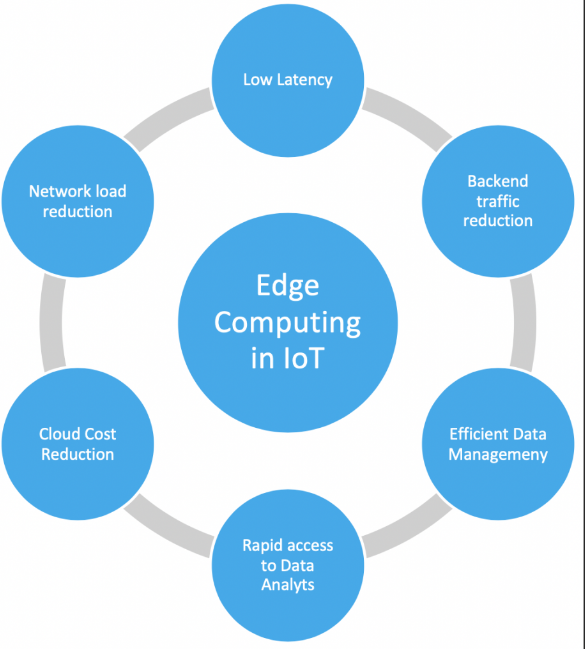 Low Latency
Backend
traffic
reduction
Efficient Data
Managemeny
Rapid access
to Data
Analyts
Cloud Cost
Reduction
Network load
reduction
Edge
Computing
in IoT